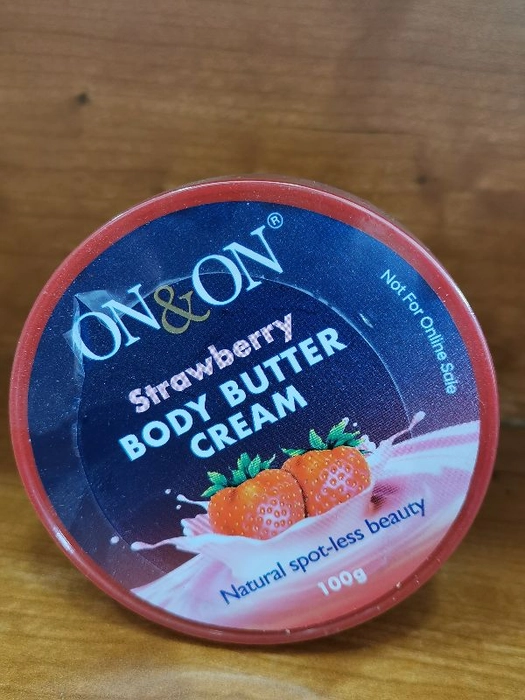 ON&ON®
Strawberry
BODY BUTTER
CREAM
Not For Online Sale
Natural spot-less beauty
100g